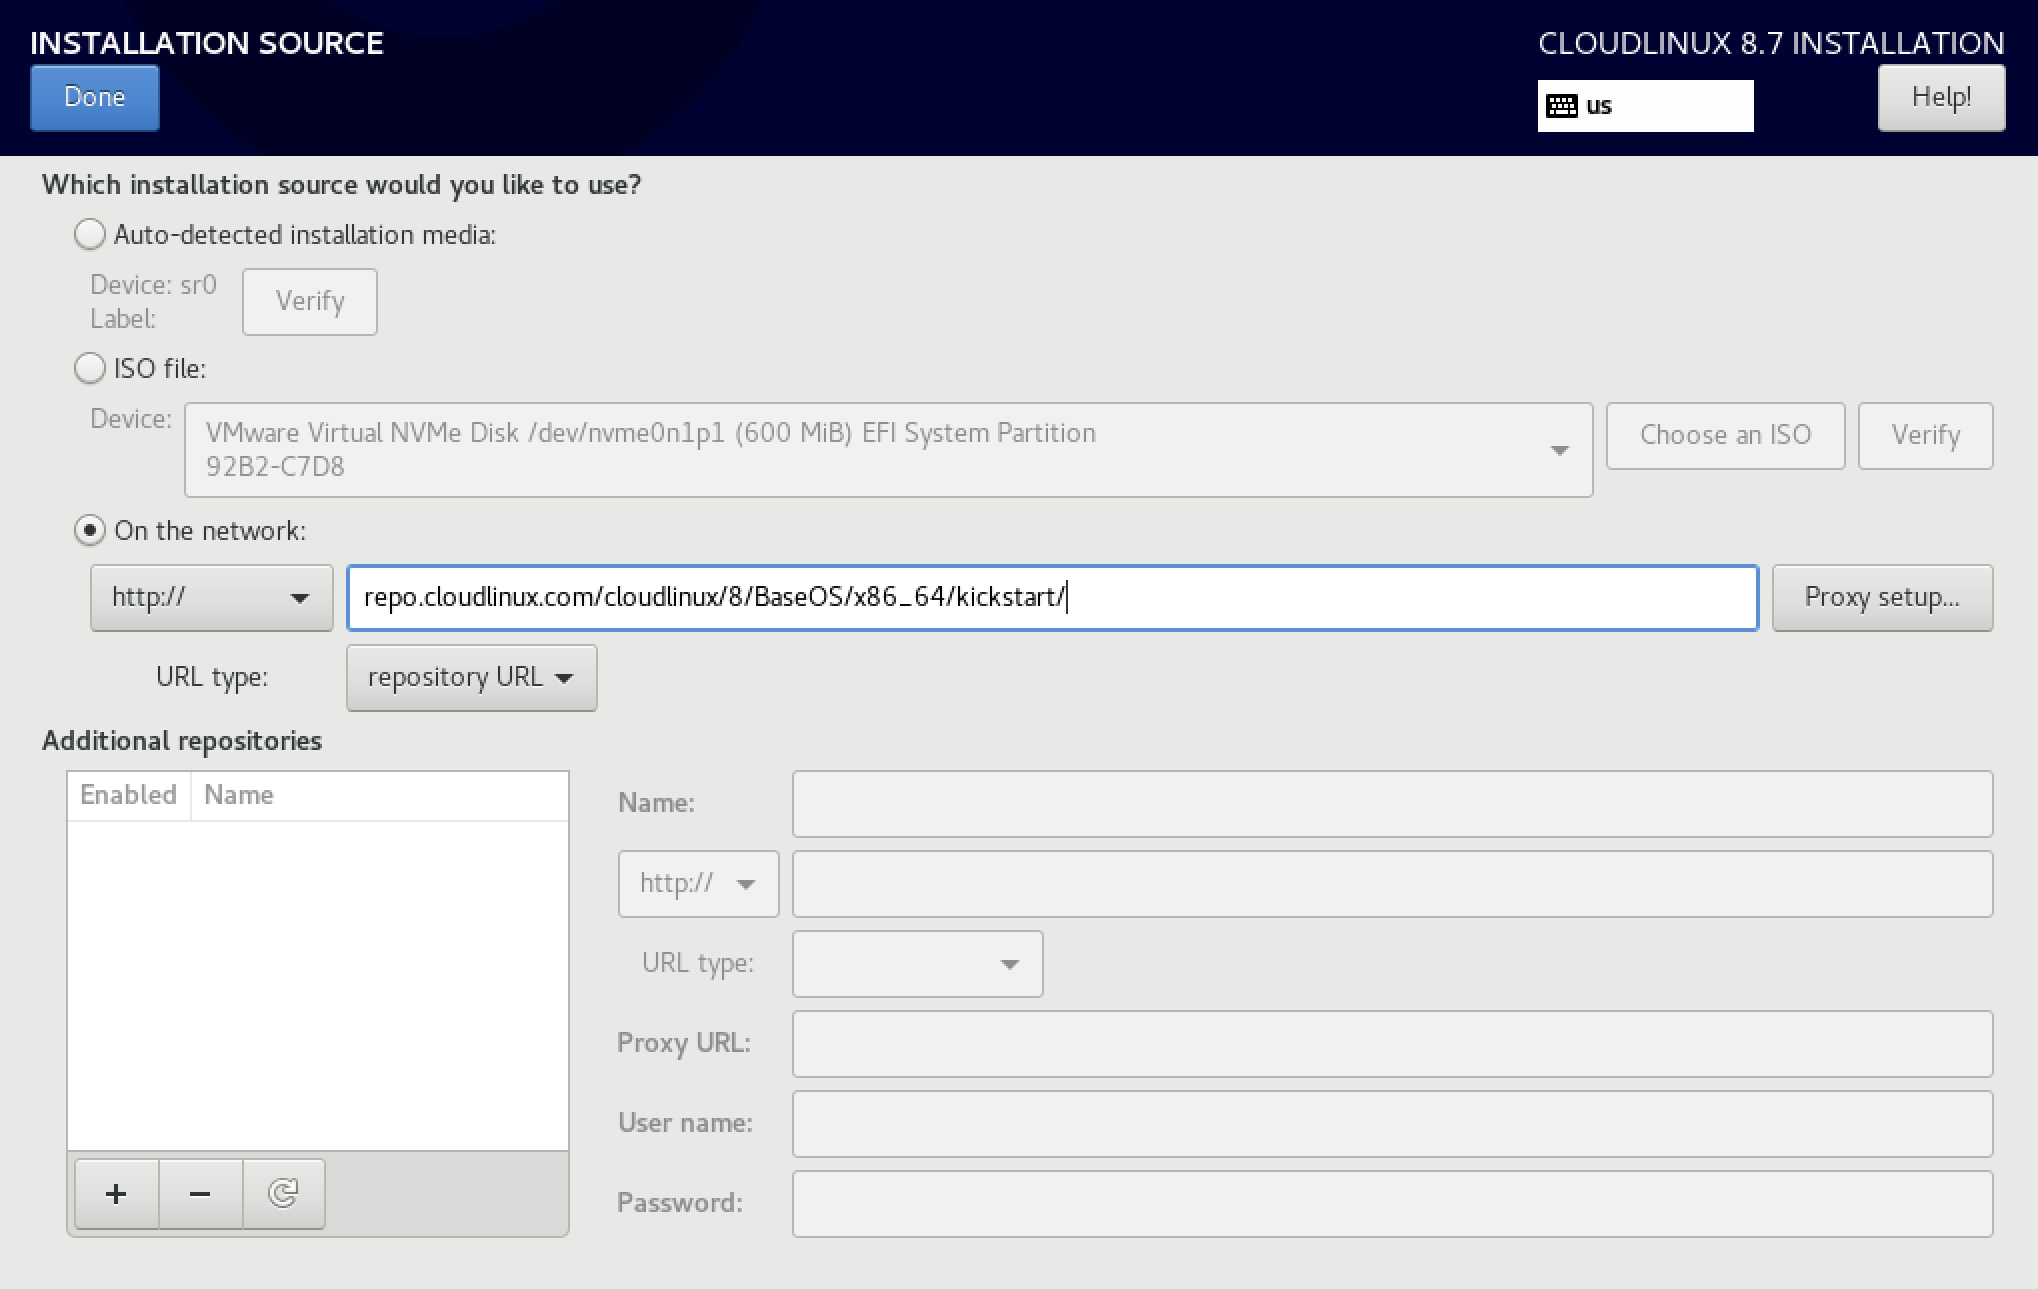 INSTALLATION SOURCE
CLOUDLINUX 8.7 INSTALLATION
Done
us
Help!
Which installation source would you like to use?
Auto-detected installation media:
Device: sr0
Label:
Verify
ISO file:
Device:
VMware Virtual NVMe Disk /dev/nvme0n1p1 (600 MiB) EFI System Partition
92B2-C7D8
Choose an ISO
Verify
On the network:
http://
repo.cloudlinux.com/cloudlinux/8/BaseOS/x86_64/kickstart/
Proxy setup...
URL type:
repository URL
Additional repositories
Enabled Name
Name:
http://
URL type:
Proxy URL:
User name:
Password:
+ −